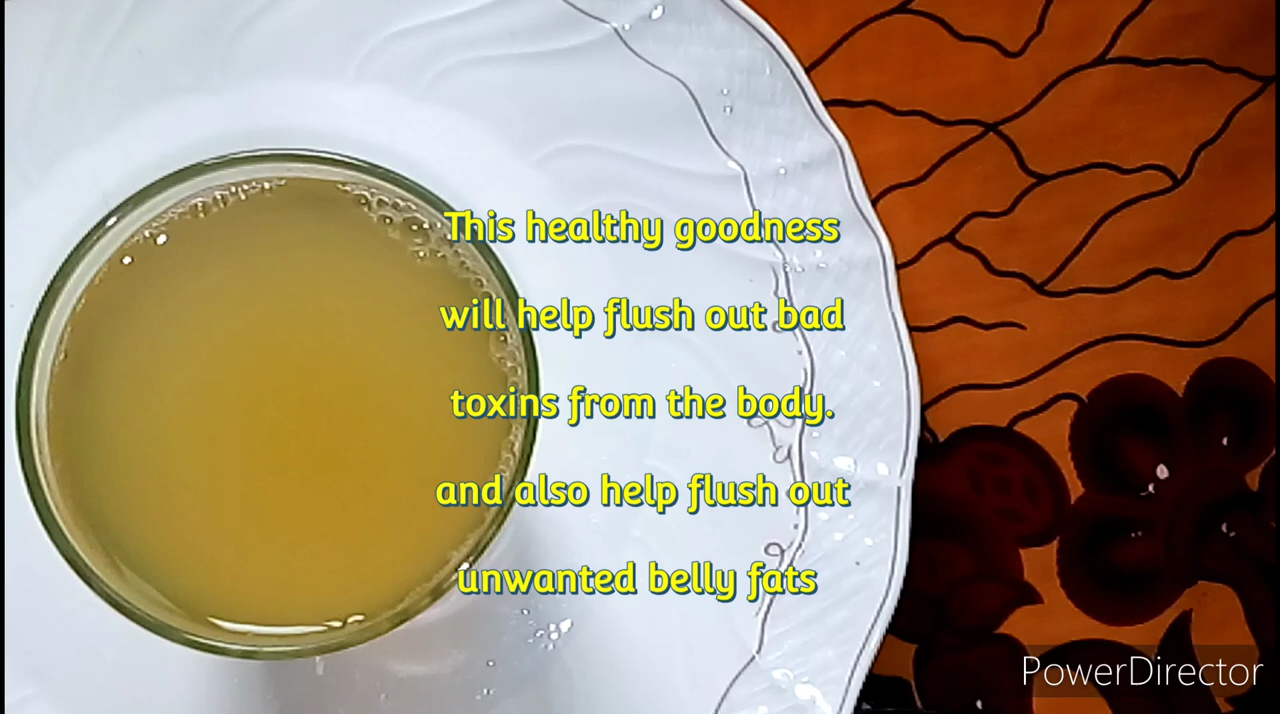 This healthy goodness
will help flush out bad
toxins from the body.
and also help flush out
unwanted belly fats
PowerDirector